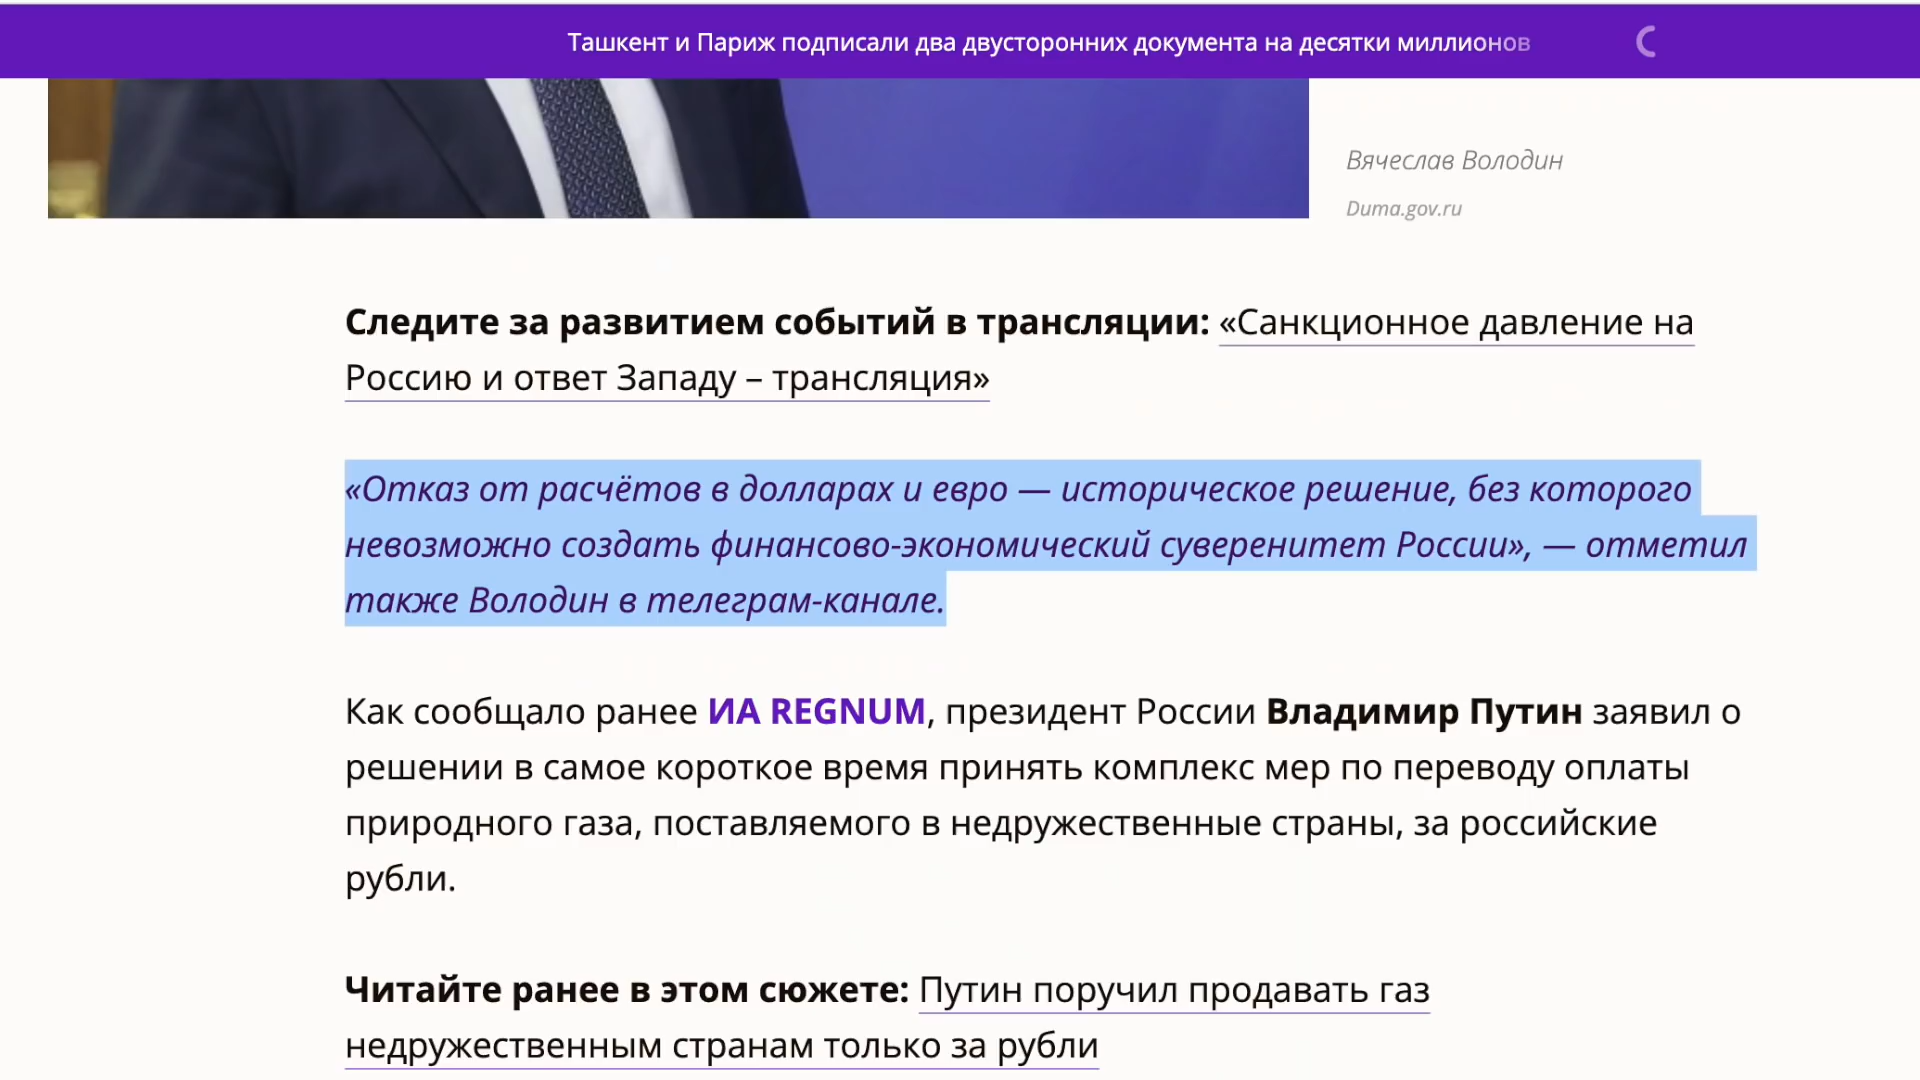 Ташкент и Париж подписали два двусторонних документа на десятки миллионов
Вячеслав Володин
Duma.gov.ru
Следите за развитием событий в трансляции: «Санкционное давление на
Россию и ответ Западу – трансляция»
«Отказ от расчётов в долларах и евро — историческое решение, без которого
невозможно создать финансово-экономический суверенитет России», — отметил
также Володин в телеграм-канале.
Как сообщало ранее ИА REGNUM, президент России Владимир Путин заявил о
решении в самое короткое время принять комплекс мер по переводу оплаты
природного газа, поставляемого в недружественные страны, за российские
рубли.
Читайте ранее в этом сюжете: Путин поручил продавать газ
недружественным странам только за рубли